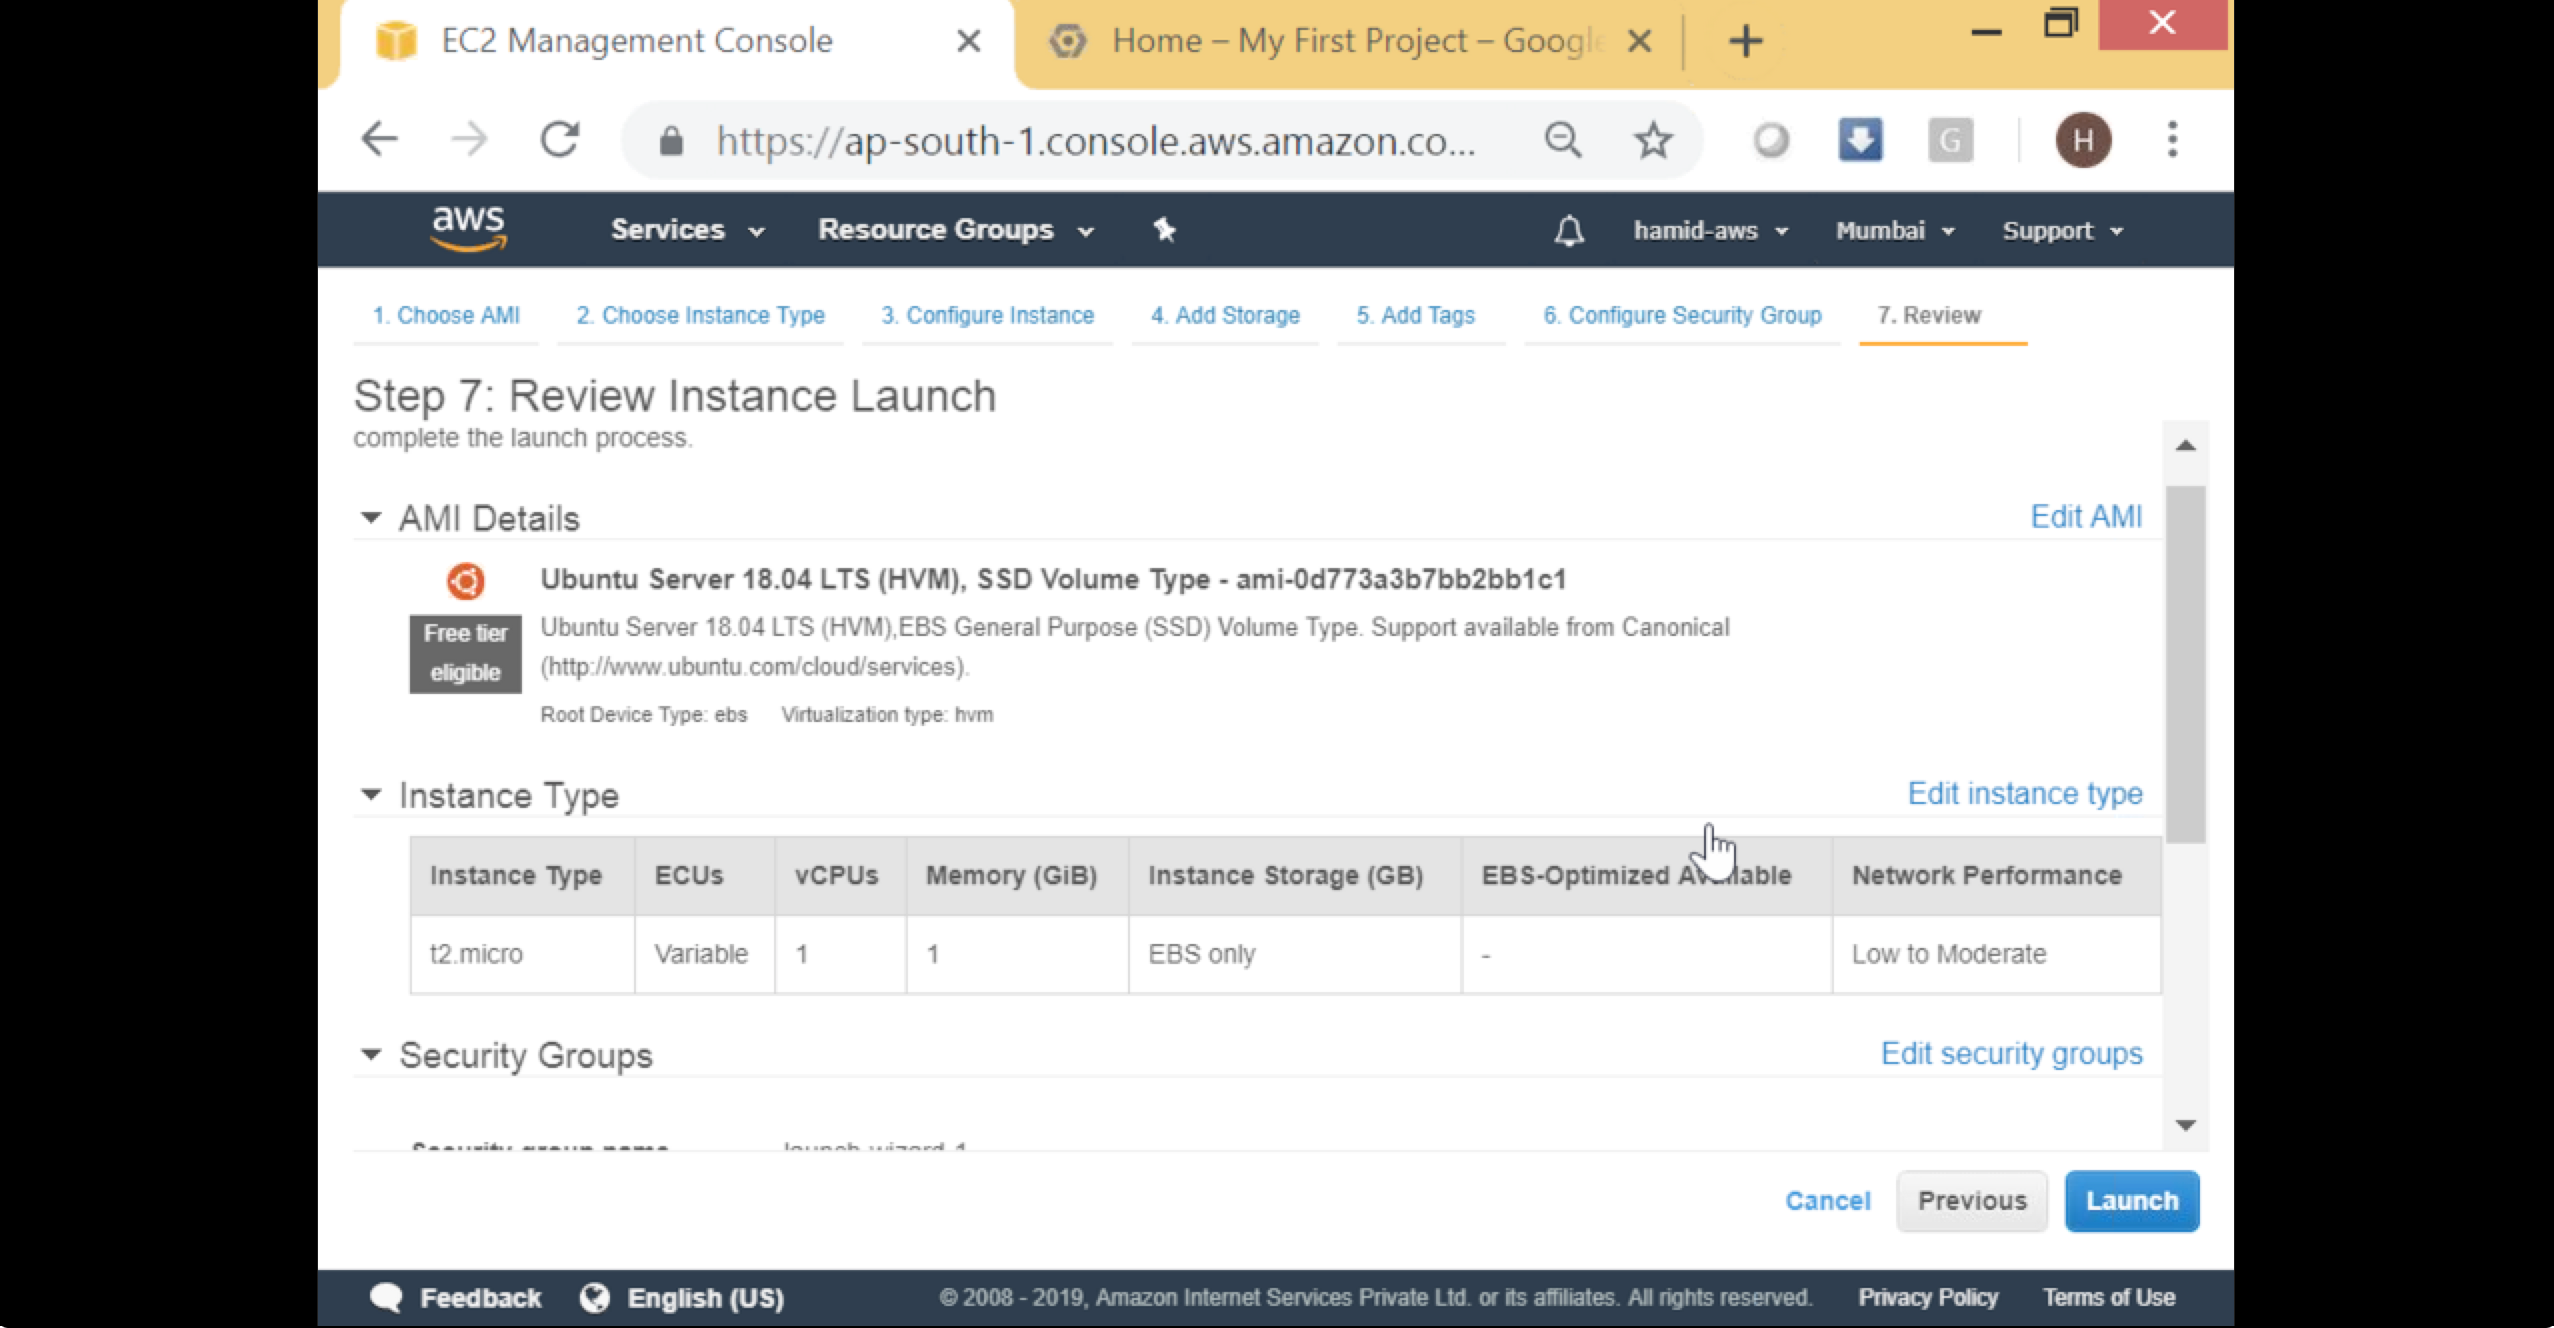 EC2 Management Console
Home – My First Project – Google
https://ap-south-1.console.aws.amazon.co...
G
H
aws Services Resource Groups hamid-aws Mumbai Support
1. Choose AMI 2. Choose Instance Type 3. Configure Instance 4. Add Storage 5. Add Tags 6. Configure Security Group 7. Review
Step 7: Review Instance Launch
complete the launch process.
AMI Details Edit AMI
Ubuntu Server 18.04 LTS (HVM), SSD Volume Type - ami-0d773a3b7bb2bb1c1
Free tier
eligible
Ubuntu Server 18.04 LTS (HVM),EBS General Purpose (SSD) Volume Type. Support available from Canonical
(http://www.ubuntu.com/cloud/services).
Root Device Type: ebs Virtualization type: hvm
Instance Type Edit instance type
Instance Type ECUs vCPUs Memory (GiB) Instance Storage (GB) EBS-Optimized Available Network Performance
t2.micro Variable 1 1 EBS only - Low to Moderate
Security Groups Edit security groups
Security group name launch-wizard-1
Cancel Previous Launch
Feedback English (US) © 2008 - 2019, Amazon Internet Services Private Ltd. or its affiliates. All rights reserved. Privacy Policy Terms of Use